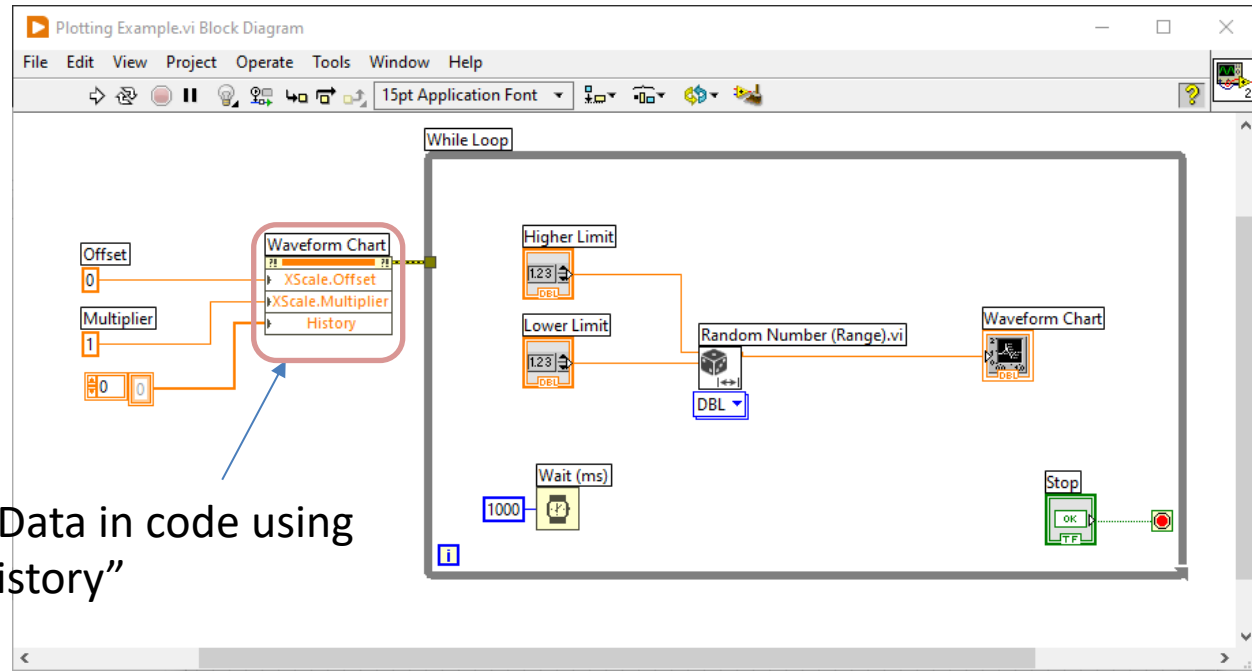 Plotting Example.vi Block Diagram
File Edit View Project Operate Tools Window Help
15pt Application Font
2
While Loop
Offset
0
Multiplier
1
0 0
Waveform Chart
?! ?!
XScale.Offset
XScale.Multiplier
History
Higher Limit
1.23
DBL
Lower Limit
1.23
DBL
Random Number (Range).vi
DBL
Waveform Chart
DBL
Wait (ms)
1000
i
Stop
OK
TF
Data in code using
istory”